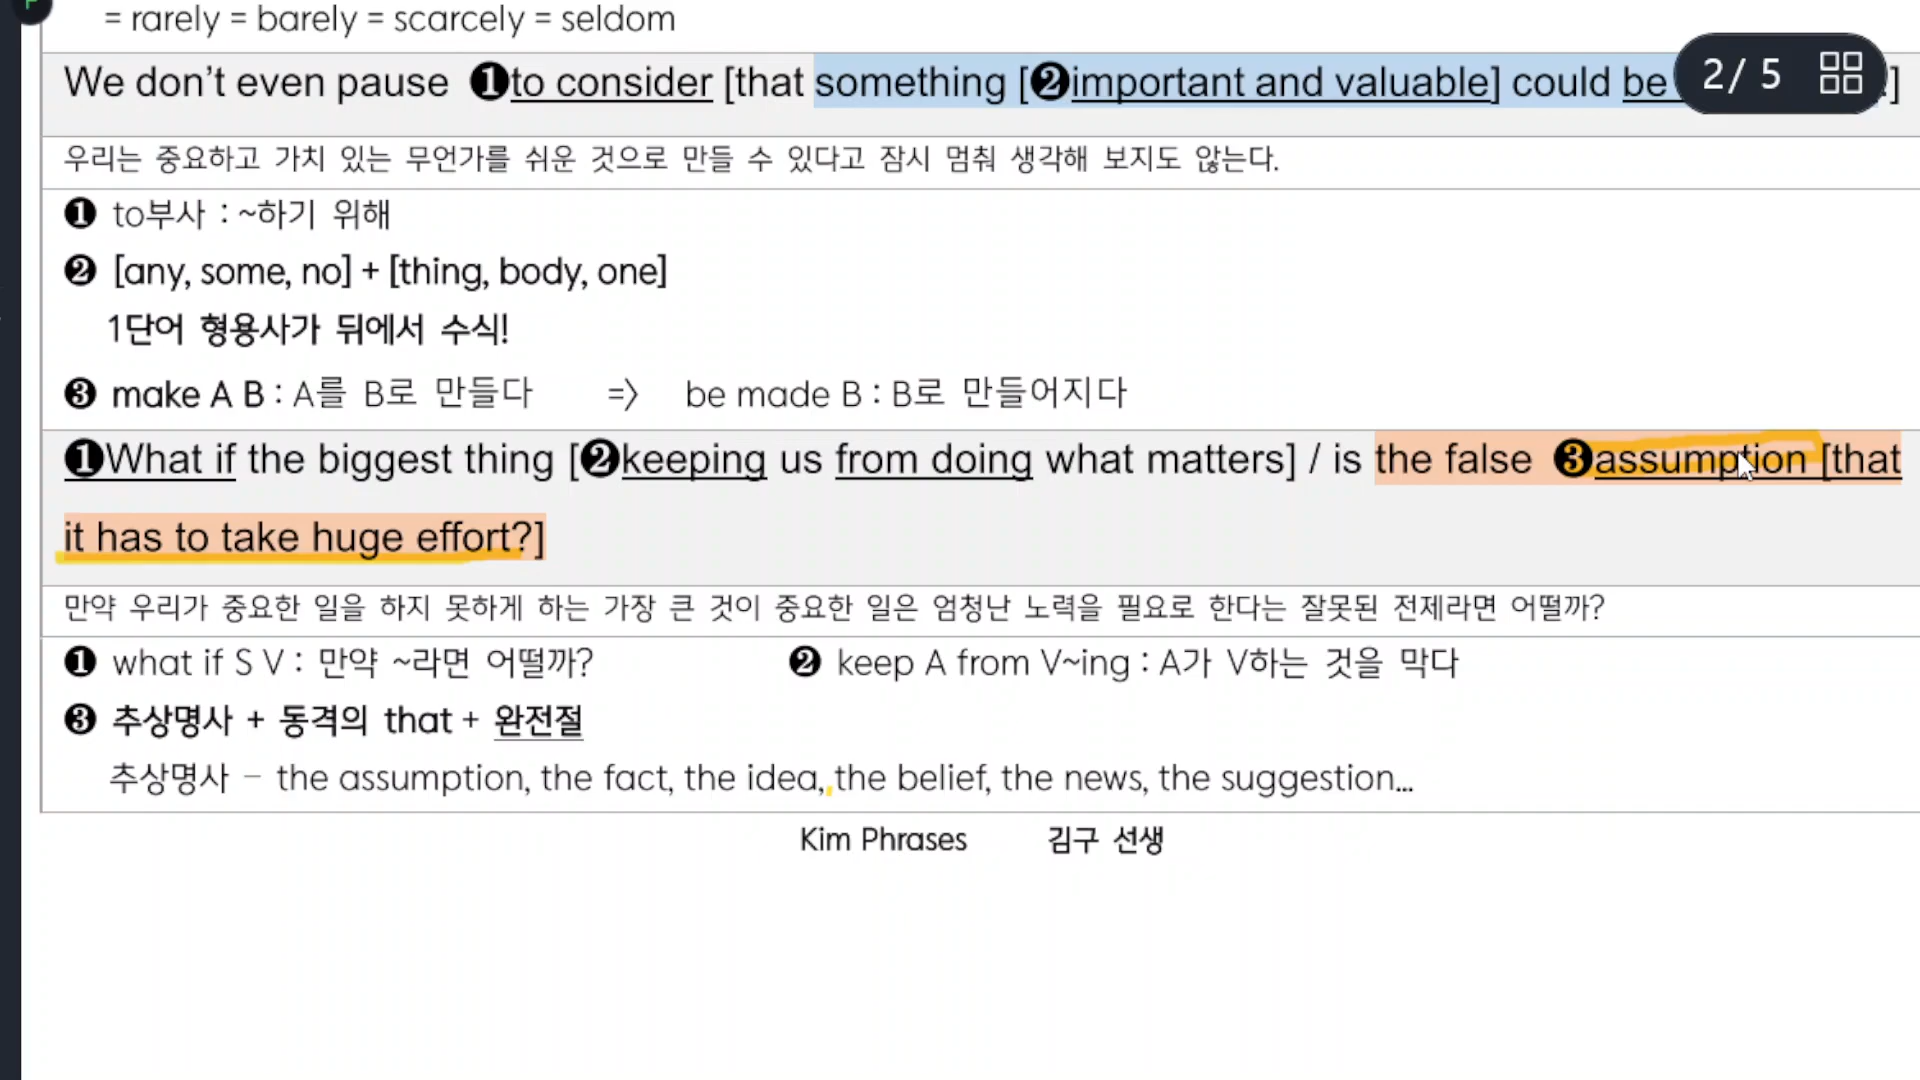 = rarely = barely = scarcely = seldom
We don't even pause ❶to consider [that something [❷important and valuable] could be ]
2/ 5
우리는 중요하고 가치 있는 무언가를 쉬운 것으로 만들 수 있다고 잠시 멈춰 생각해 보지도 않는다.
❶ to부사 : ~하기 위해
❷ [any, some, no] + [thing, body, one]
1단어 형용사가 뒤에서 수식!
❸ make A B : A를 B로 만들다 => be made B : B로 만들어지다
❶What if the biggest thing [❷keeping us from doing what matters] / is the false ❸assumption [that
it has to take huge effort?]
만약 우리가 중요한 일을 하지 못하게 하는 가장 큰 것이 중요한 일은 엄청난 노력을 필요로 한다는 잘못된 전제라면 어떨까?
❶ what if S V : 만약 ~라면 어떨까? ❷ keep A from V~ing : A가 V하는 것을 막다
❸ 추상명사 + 동격의 that + 완전절
추상명사 – the assumption, the fact, the idea, the belief, the news, the suggestion...
Kim Phrases 김구 선생